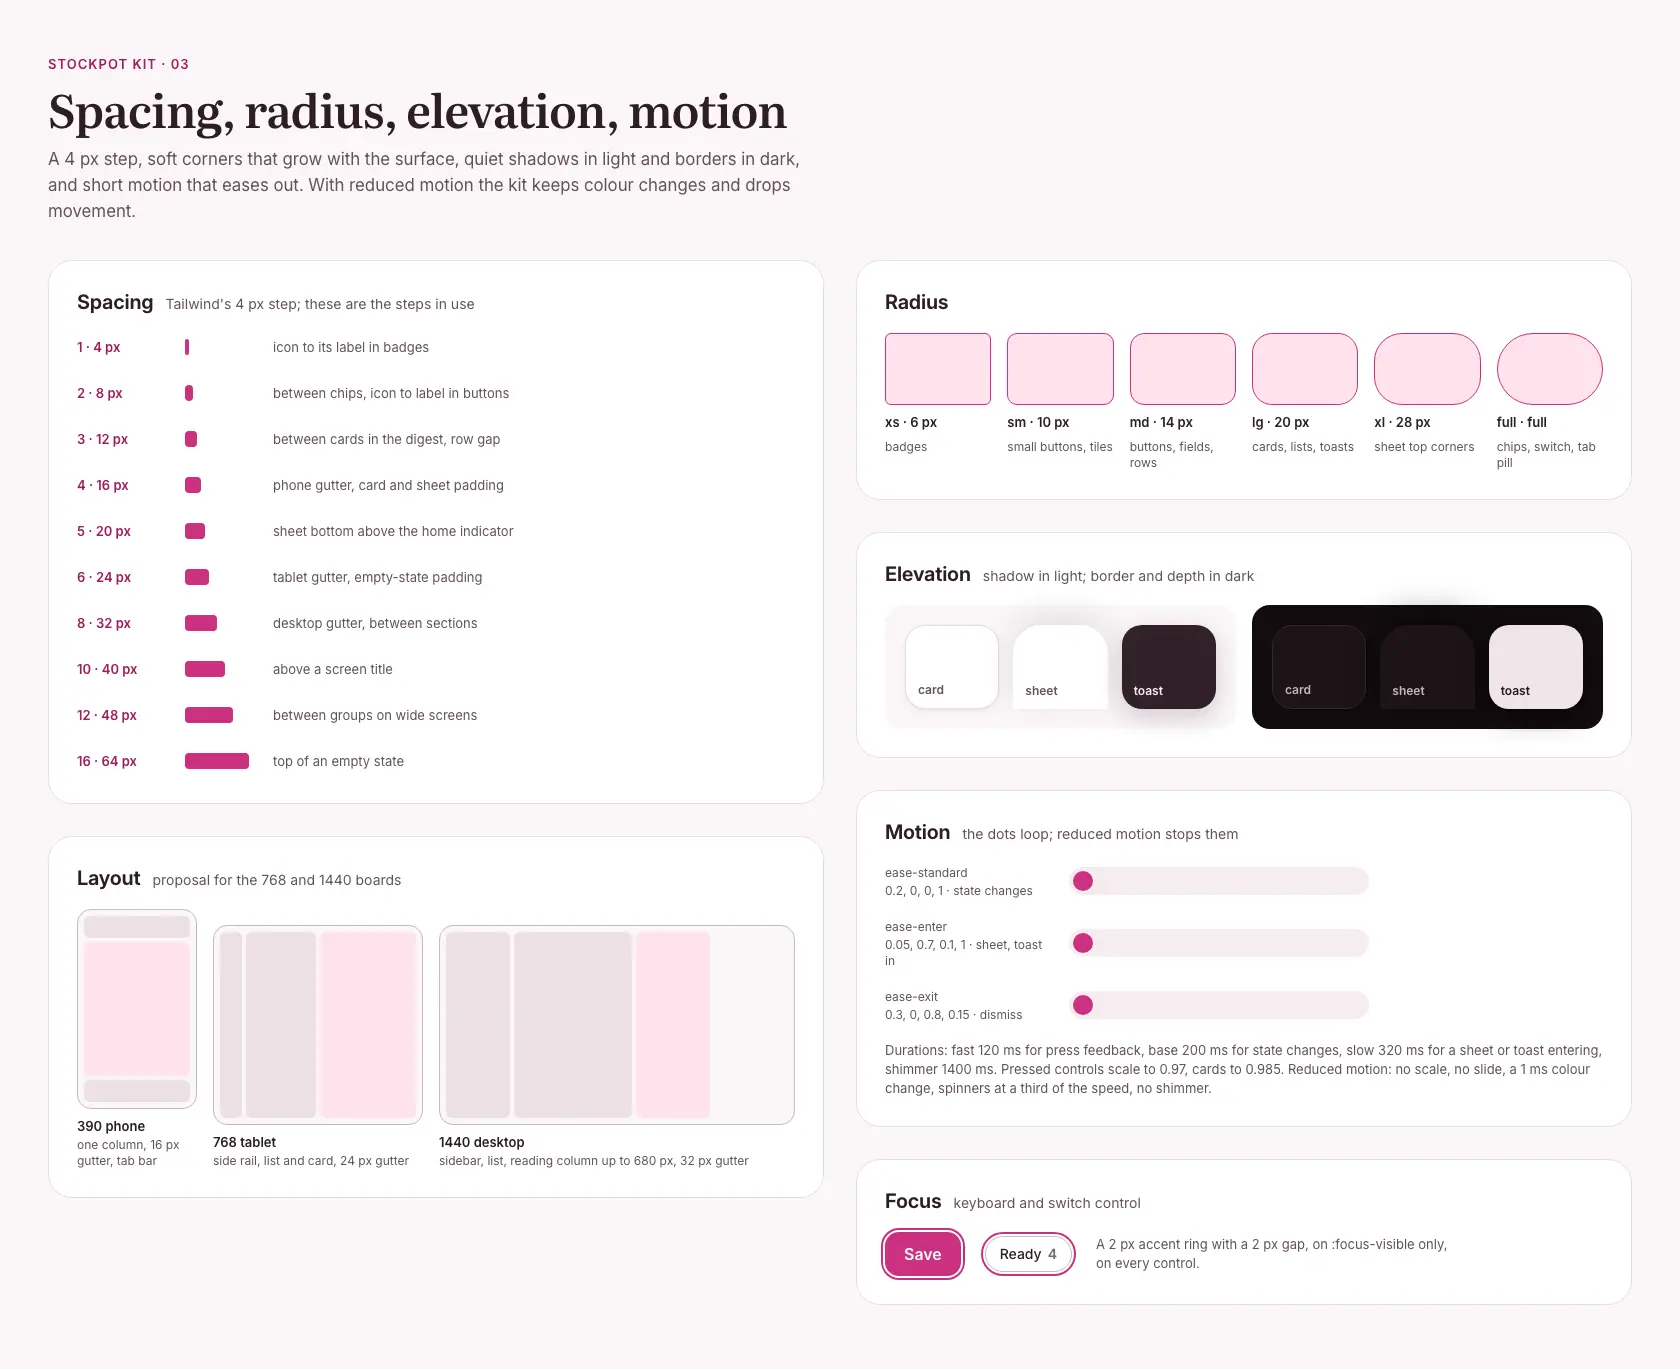 STOCKPOT KIT · 03
Spacing, radius, elevation, motion
A 4 px step, soft corners that grow with the surface, quiet shadows in light and borders in dark,
and short motion that eases out. With reduced motion the kit keeps colour changes and drops
movement.
Spacing Tailwind's 4 px step; these are the steps in use
1 · 4 px icon to its label in badges
2 · 8 px between chips, icon to label in buttons
3 · 12 px between cards in the digest, row gap
4 · 16 px phone gutter, card and sheet padding
5 · 20 px sheet bottom above the home indicator
6 · 24 px tablet gutter, empty-state padding
8 · 32 px desktop gutter, between sections
10 · 40 px above a screen title
12 · 48 px between groups on wide screens
16 · 64 px top of an empty state
Layout proposal for the 768 and 1440 boards
390 phone
one column, 16 px
gutter, tab bar
768 tablet
side rail, list and card, 24 px gutter
1440 desktop
sidebar, list, reading column up to 680 px, 32 px gutter
Radius
xs · 6 px
badges
sm · 10 px
small buttons, tiles
md · 14 px
buttons, fields,
rows
lg · 20 px
cards, lists, toasts
xl · 28 px
sheet top corners
full · full
chips, switch, tab
pill
Elevation shadow in light; border and depth in dark
card sheet toast
card sheet toast
Motion the dots loop; reduced motion stops them
ease-standard
0.2, 0, 0, 1 · state changes
ease-enter
0.05, 0.7, 0.1, 1 · sheet, toast
in
ease-exit
0.3, 0, 0.8, 0.15 · dismiss
Durations: fast 120 ms for press feedback, base 200 ms for state changes, slow 320 ms for a sheet or toast entering,
shimmer 1400 ms. Pressed controls scale to 0.97, cards to 0.985. Reduced motion: no scale, no slide, a 1 ms colour
change, spinners at a third of the speed, no shimmer.
Focus keyboard and switch control
Save
Ready 4
A 2 px accent ring with a 2 px gap, on :focus-visible only,
on every control.